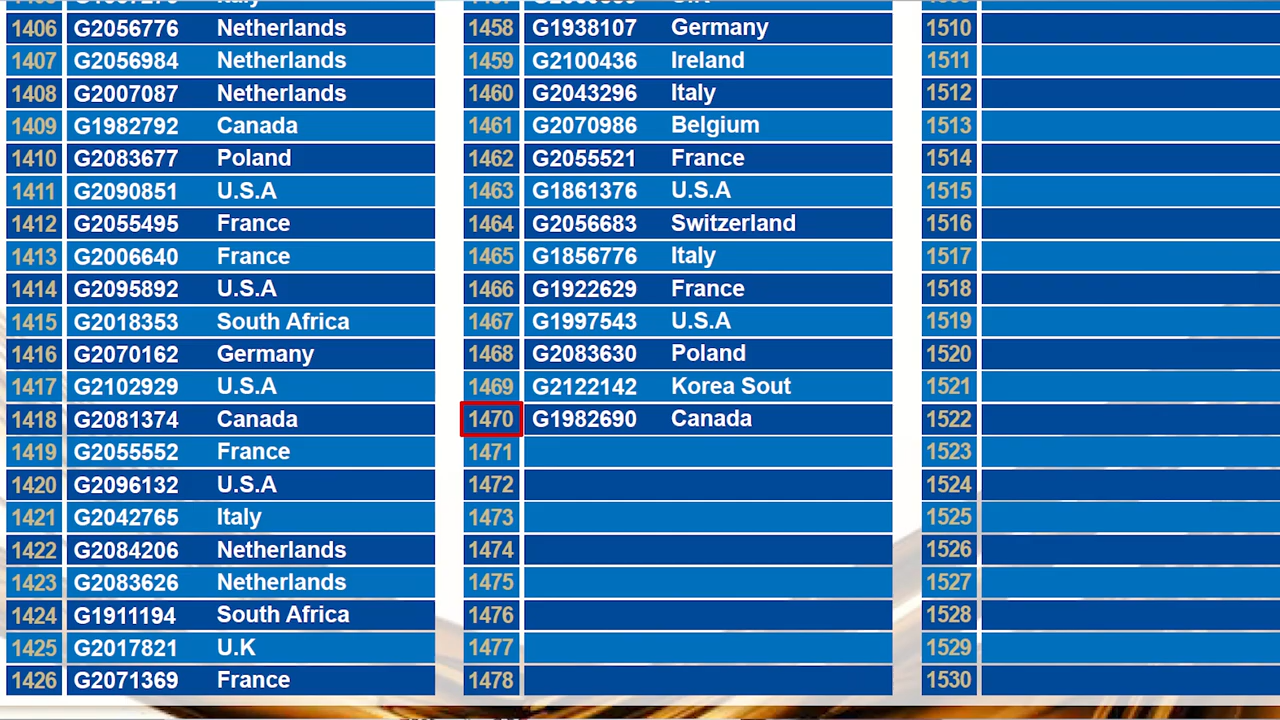 1406 G2056776 Netherlands
1407 G2056984 Netherlands
1408 G2007087 Netherlands
1409 G1982792 Canada
1410 G2083677 Poland
1411 G2090851 U.S.A
1412 G2055495 France
1413 G2006640 France
1414 G2095892 U.S.A
1415 G2018353 South Africa
1416 G2070162 Germany
1417 G2102929 U.S.A
1418 G2081374 Canada
1419 G2055552 France
1420 G2096132 U.S.A
1421 G2042765 Italy
1422 G2084206 Netherlands
1423 G2083626 Netherlands
1424 G1911194 South Africa
1425 G2017821 U.K
1426 G2071369 France
1458 G1938107 Germany
1459 G2100436 Ireland
1460 G2043296 Italy
1461 G2070986 Belgium
1462 G2055521 France
1463 G1861376 U.S.A
1464 G2056683 Switzerland
1465 G1856776 Italy
1466 G1922629 France
1467 G1997543 U.S.A
1468 G2083630 Poland
1469 G2122142 Korea Sout
1470 G1982690 Canada
1471
1472
1473
1474
1475
1476
1477
1478
1510
1511
1512
1513
1514
1515
1516
1517
1518
1519
1520
1521
1522
1523
1524
1525
1526
1527
1528
1529
1530